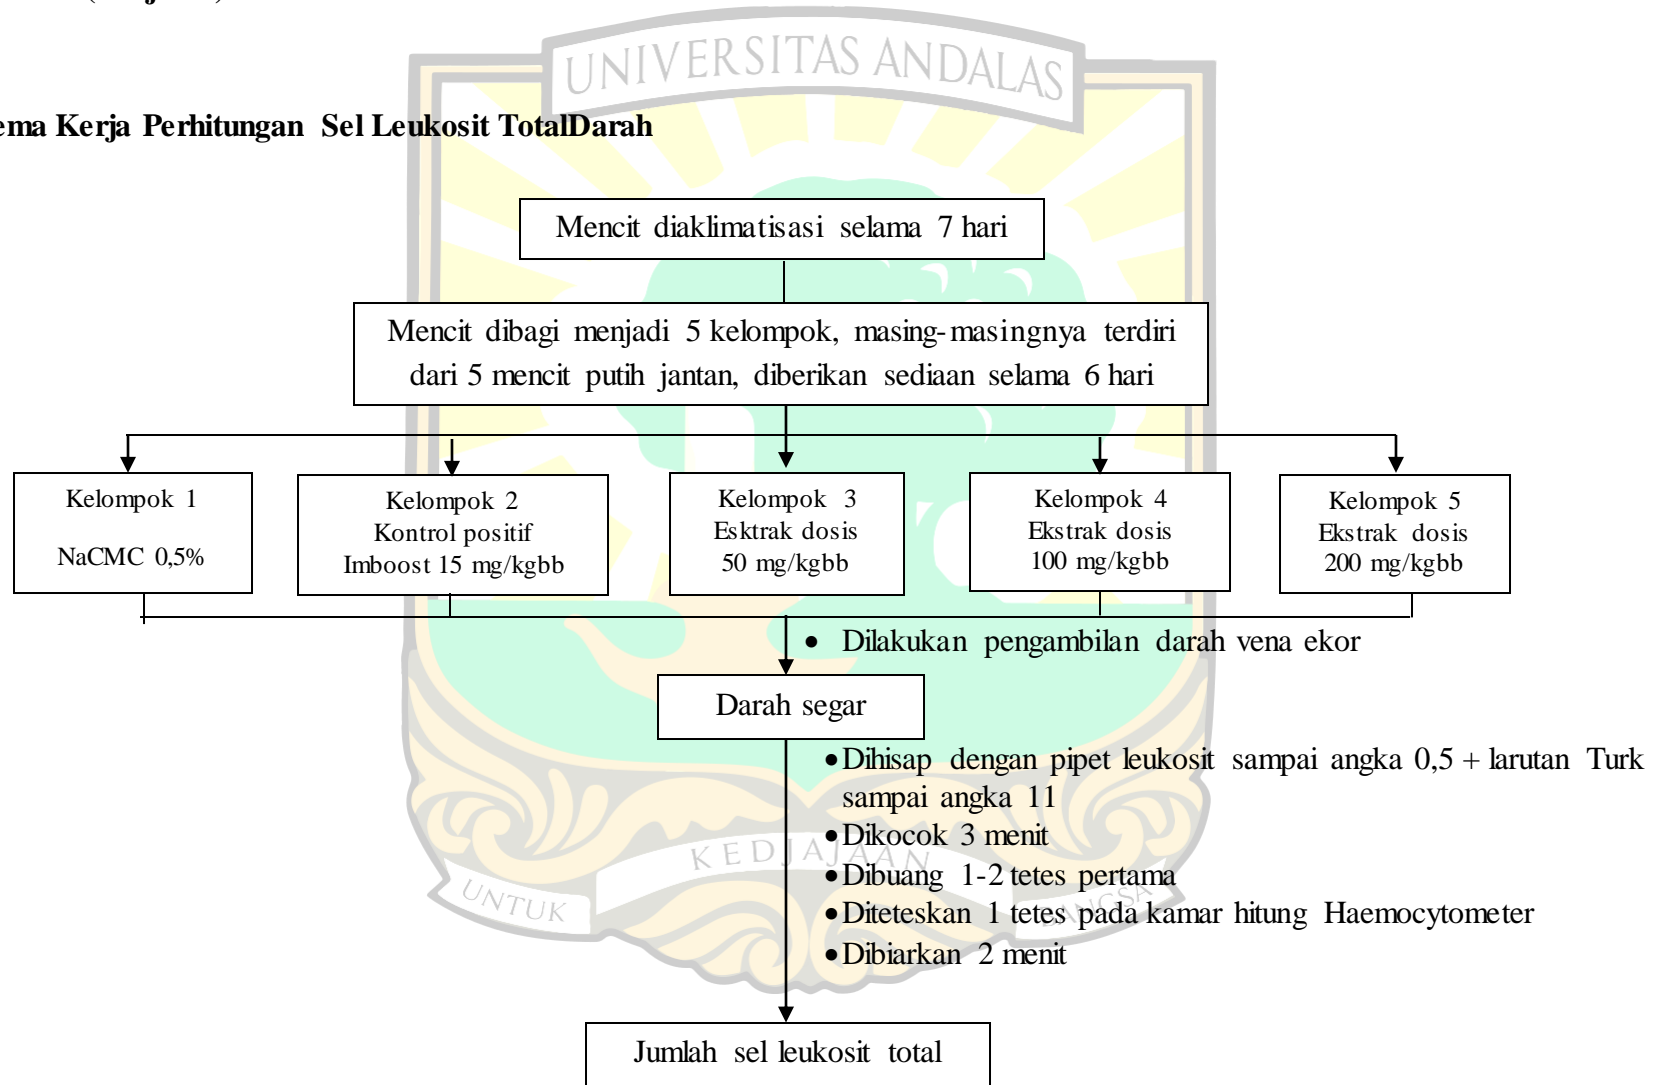 UNIVERSITAS ANDALAS
ema Kerja Perhitungan Sel Leukosit TotalDarah
Mencit diaklimatisasi selama 7 hari
Mencit dibagi menjadi 5 kelompok, masing-masingnya terdiri
dari 5 mencit putih jantan, diberikan sediaan selama 6 hari
Kelompok 1
NaCMC 0,5%
Kelompok 2
Kontrol positif
Imboost 15 mg/kgbb
Kelompok 3
Esktrak dosis
50 mg/kgbb
Kelompok 4
Ekstrak dosis
100 mg/kgbb
Kelompok 5
Ekstrak dosis
200 mg/kgbb
• Dilakukan pengambilan darah vena ekor
Darah segar
• Dihisap dengan pipet leukosit sampai angka 0,5 + larutan Turk
sampai angka 11
• Dikocok 3 menit
• Dibuang 1-2 tetes pertama
• Diteteskan 1 tetes pada kamar hitung Haemocytometer
• Dibiarkan 2 menit
UNTUK KEDJAJAAN BANGSA
Jumlah sel leukosit total